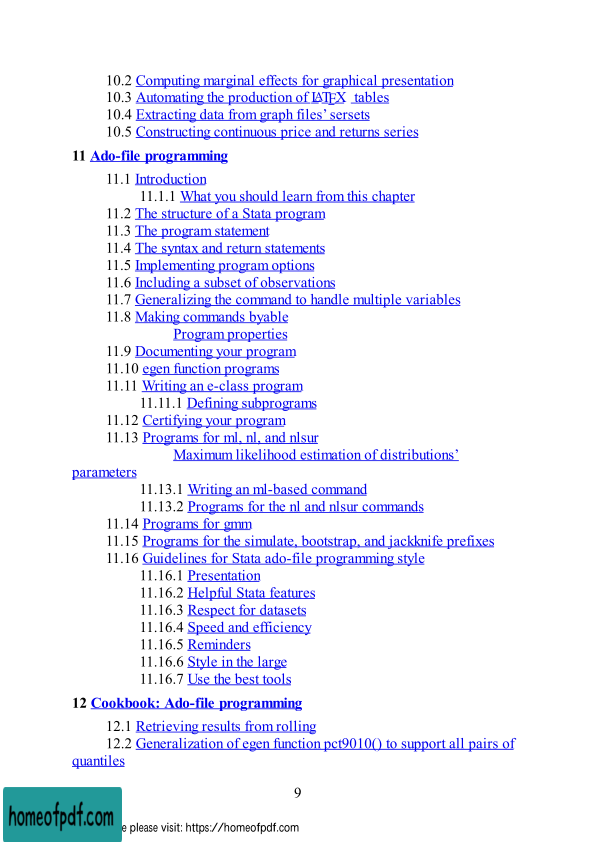 10.2 Computing marginal effects for graphical presentation
10.3 Automating the production of LATEX tables
10.4 Extracting data from graph files’ sersets
10.5 Constructing continuous price and returns series
11 Ado-file programming
11.1 Introduction
11.1.1 What you should learn from this chapter
11.2 The structure of a Stata program
11.3 The program statement
11.4 The syntax and return statements
11.5 Implementing program options
11.6 Including a subset of observations
11.7 Generalizing the command to handle multiple variables
11.8 Making commands byable
Program properties
11.9 Documenting your program
11.10 egen function programs
11.11 Writing an e-class program
11.11.1 Defining subprograms
11.12 Certifying your program
11.13 Programs for ml, nl, and nlsur
Maximum likelihood estimation of distributions’
parameters
11.13.1 Writing an ml-based command
11.13.2 Programs for the nl and nlsur commands
11.14 Programs for gmm
11.15 Programs for the simulate, bootstrap, and jackknife prefixes
11.16 Guidelines for Stata ado-file programming style
11.16.1 Presentation
11.16.2 Helpful Stata features
11.16.3 Respect for datasets
11.16.4 Speed and efficiency
11.16.5 Reminders
11.16.6 Style in the large
11.16.7 Use the best tools
12 Cookbook: Ado-file programming
12.1 Retrieving results from rolling
12.2 Generalization of egen function pct9010() to support all pairs of
quantiles
9
homeofpdf.com
e please visit: https://homeofpdf.com